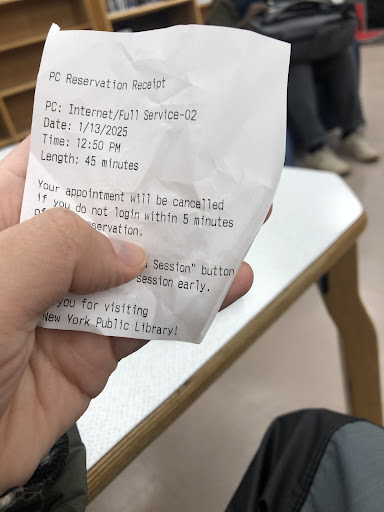 PC Reservation Receipt
PC: Internet/Full Service-02
Date: 1/13/2025
Time: 12:50 PM
Length: 45 minutes
Your appointment will be cancelled
if you do not login within 5 minutes
of reservation.
Session" button
session early.
you for visiting
New York Public Library!